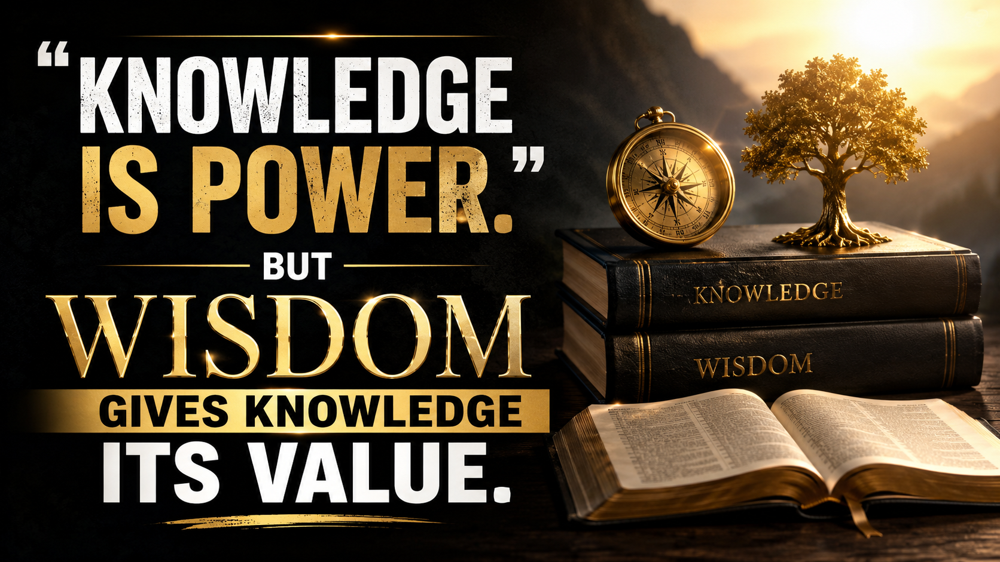 “KNOWLEDGE
IS POWER.”
BUT
WISDOM
GIVES KNOWLEDGE
ITS VALUE.
KNOWLEDGE
WISDOM